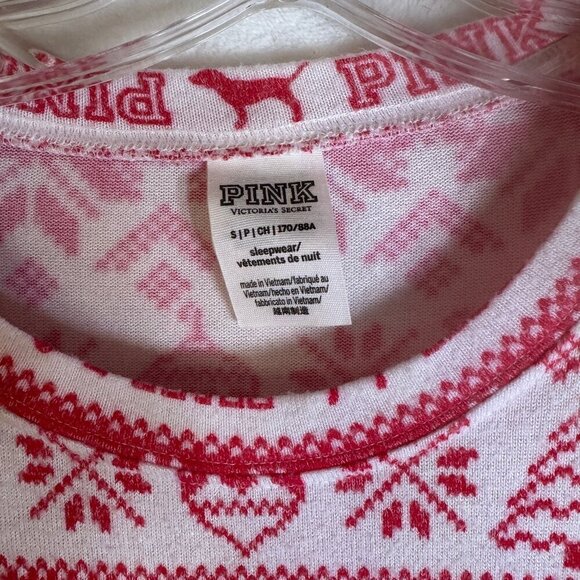 PINK
PINK
PINK
VICTORIA'S SECRET
S | P | CH | 170/88A
sleepwear/
vêtements de nuit
made in Vietnam/fabriqué au
Vietnam/hecho en Vietnam/
fabbricato in Vietnam/
越南制造